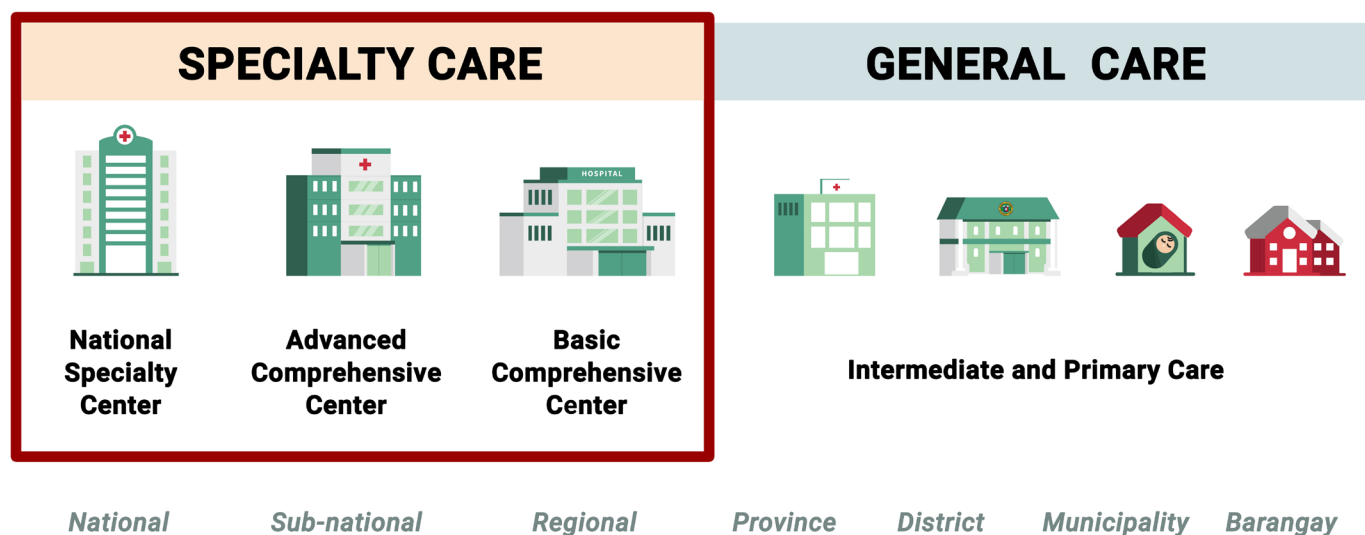 SPECIALTY CARE
GENERAL CARE
HOSPITAL
National
Specialty
Center
Advanced
Comprehensive
Center
Basic
Comprehensive
Center
Intermediate and Primary Care
National
Sub-national
Regional
Province
District
Municipality
Barangay